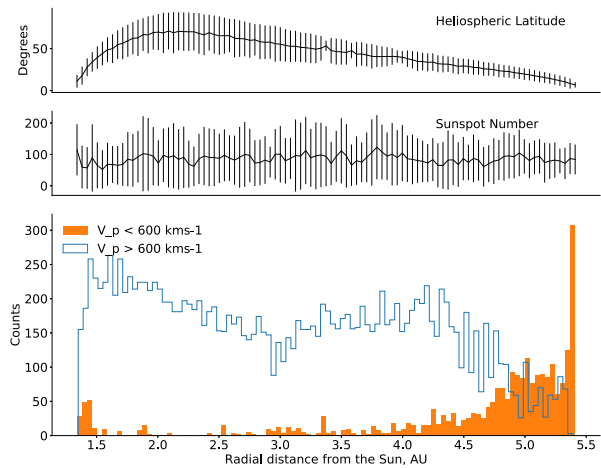 Heliospheric Latitude
Degrees
50
0
Sunspot Number
200
100
0
V_p < 600 kms-1
V_p > 600 kms-1
Counts
300
250
200
150
100
50
0
1.5 2.0 2.5 3.0 3.5 4.0 4.5 5.0 5.5
Radial distance from the Sun, AU